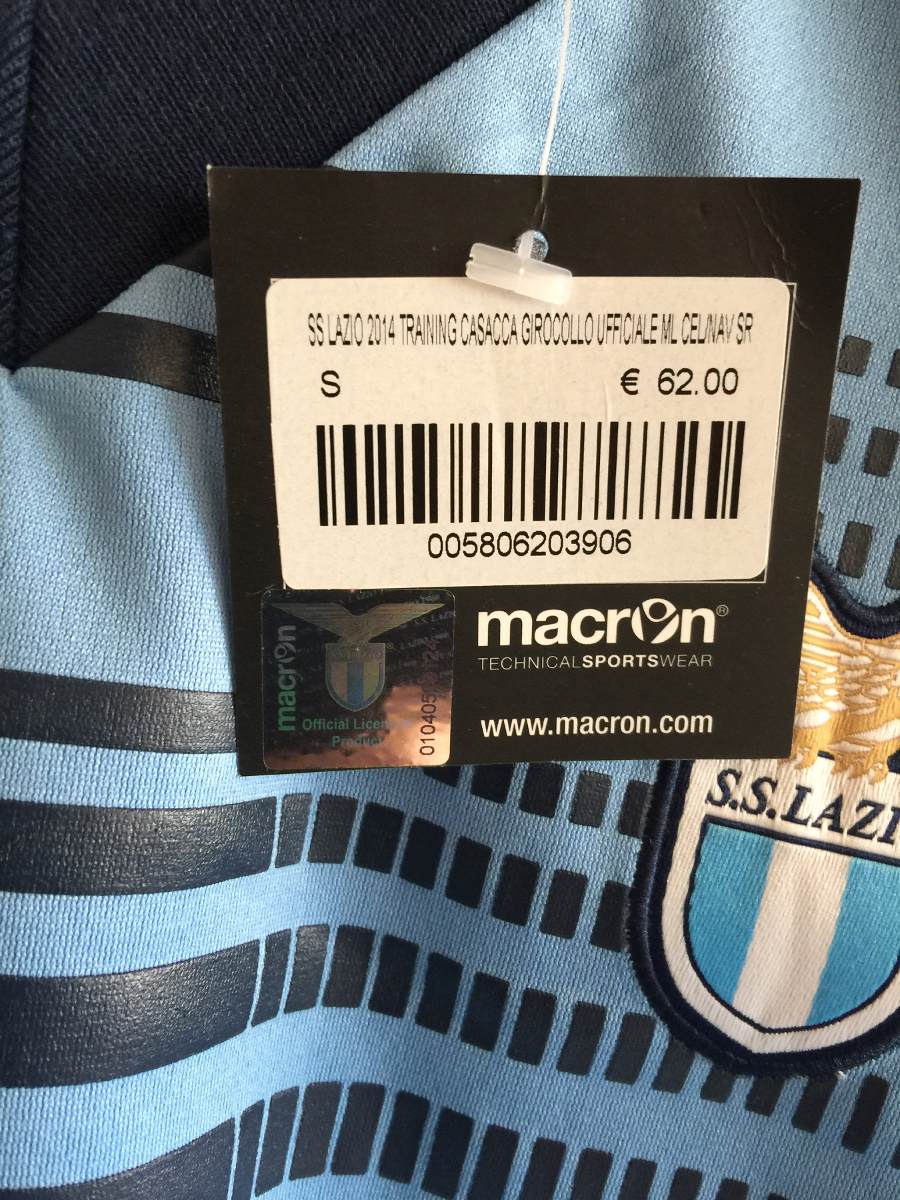 SS LAZIO 2014 TRAINING CASACCA GIROCOLLO UFFICIALE ML CEL/NAV SR
S € 62.00
005806203906
macron®
TECHNICALSPORTSWEAR
www.macron.com
macron
S.S. LAZIO
Official
Product
S.S.LAZI